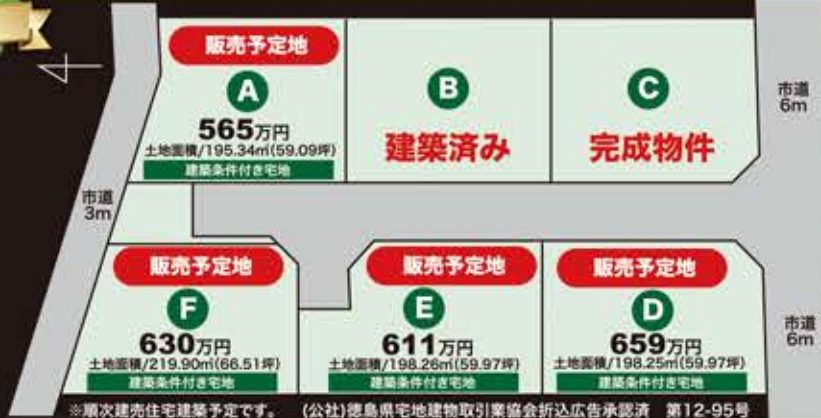 販売予定地
A
565万円
土地面積/195.34㎡(59.09坪)
建築条件付き宅地
B
建築済み
C
完成物件
市道
6m
市道
3m
販売予定地
F
630万円
土地面積/219.90㎡(66.51坪)
建築条件付き宅地
販売予定地
E
611万円
土地面積/198.26㎡(59.97坪)
建築条件付き宅地
販売予定地
D
659万円
土地面積/198.25㎡(59.97坪)
建築条件付き宅地
市道
6m
※順次建売住宅建築予定です。 (公社)徳島県宅地建物取引業協会折込広告承認済 第12-95号